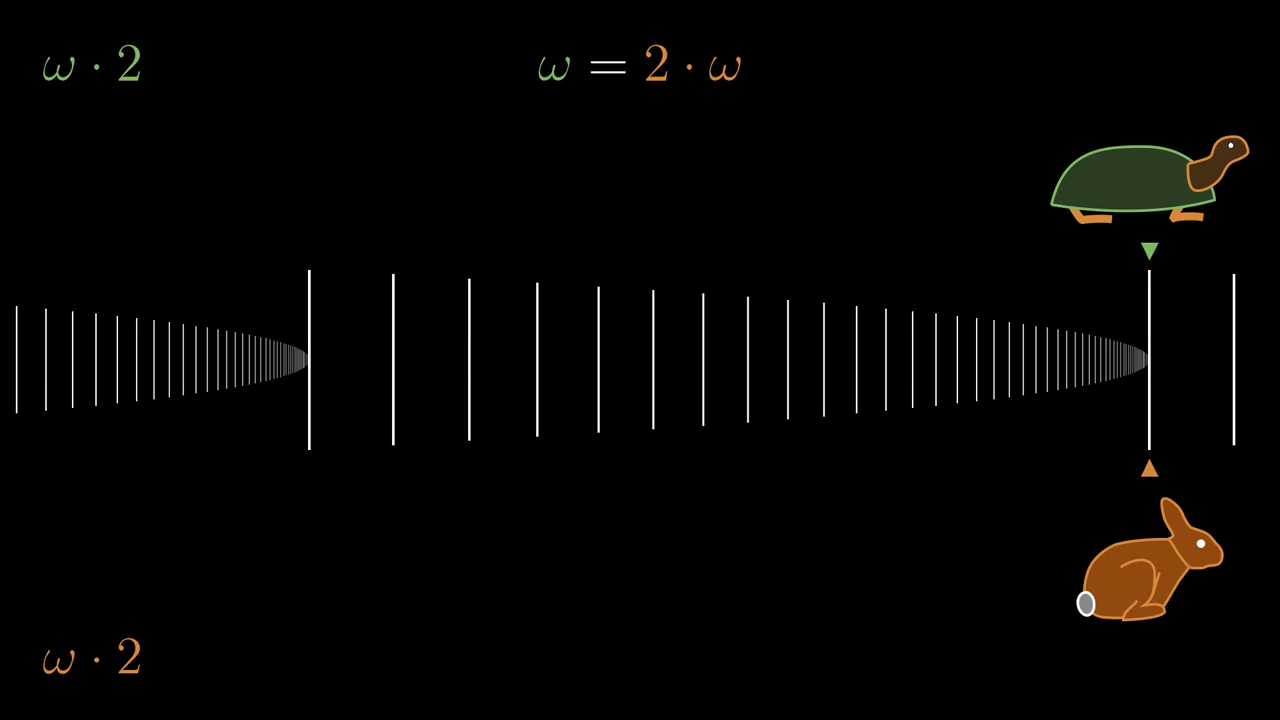 ω · 2
ω = 2 · ω
ω · 2